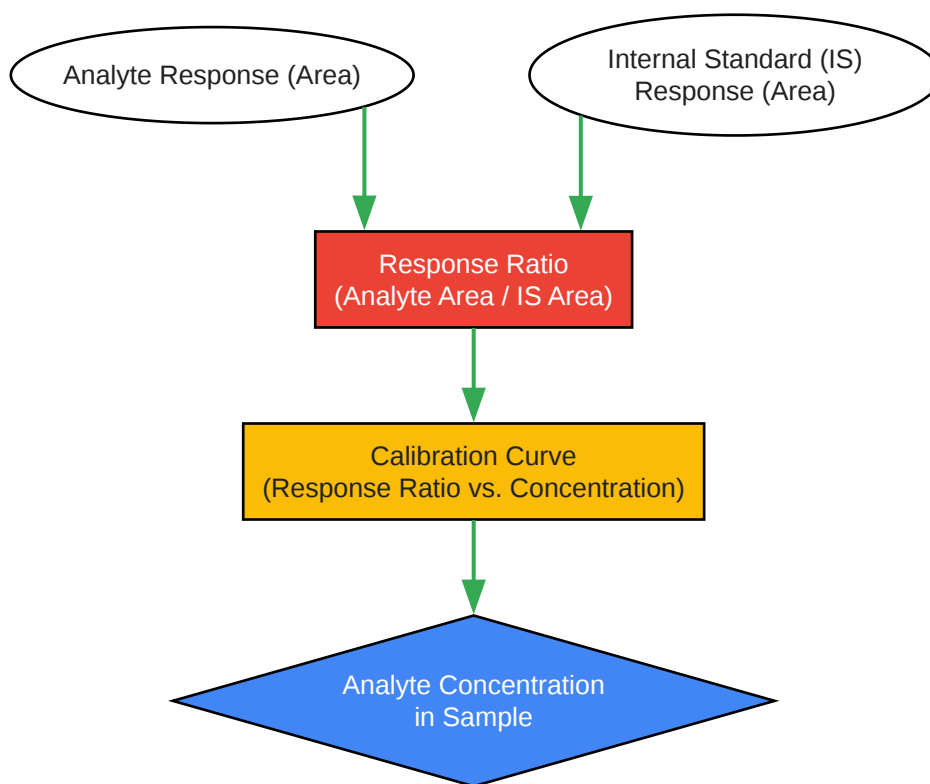 Analyte Response (Area)
Internal Standard (IS)
Response (Area)
Response Ratio
(Analyte Area / IS Area)
Calibration Curve
(Response Ratio vs. Concentration)
Analyte Concentration
in Sample